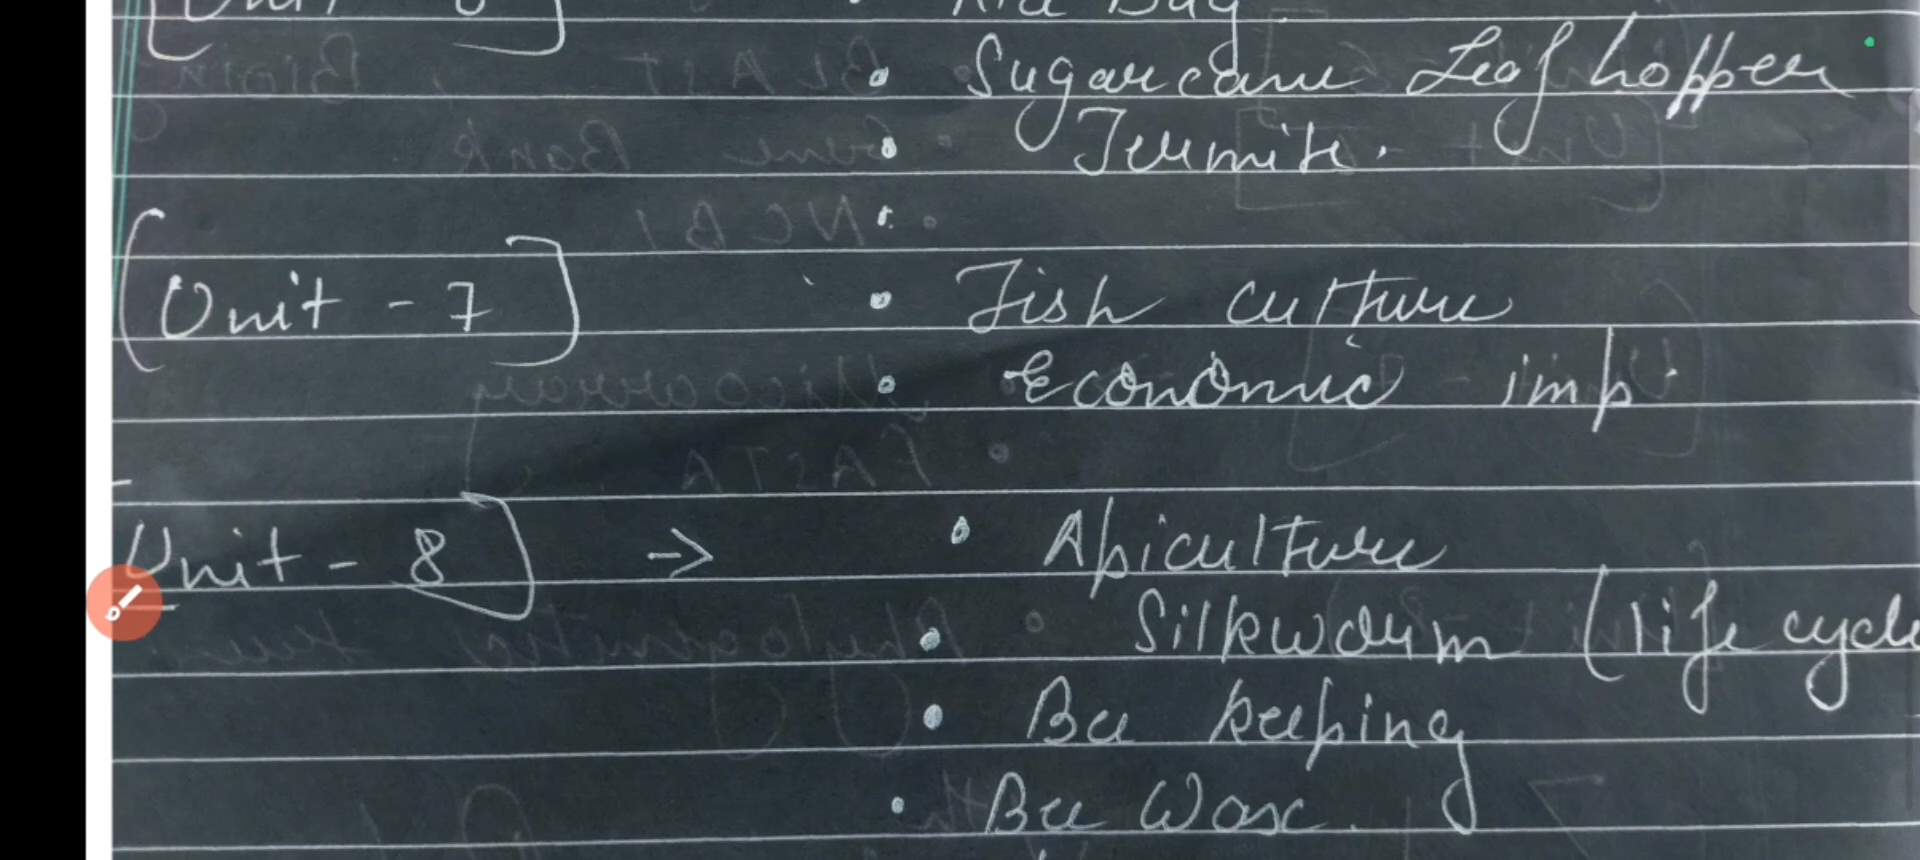 Sugarcane Leaf hopper
Termite.
Unit - 7
Fish culture
Economic imp.
Unit - 8 →
Apiculture
Silkworm (life cycle
Bee keeping
Bee Wax.